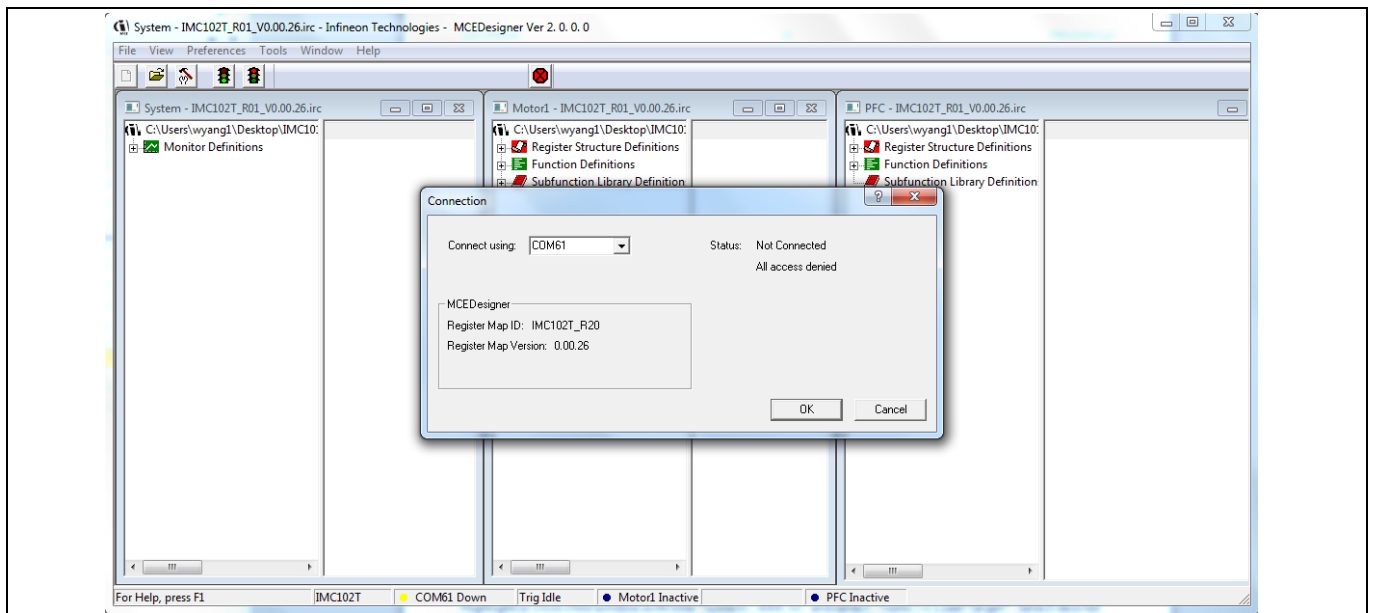 System - IMC102T_R01_V0.00.26.irc - Infineon Technologies - MCEDesigner Ver 2. 0. 0. 0
File View Preferences Tools Window Help
System - IMC102T_R01_V0.00.26.irc
C:\Users\wyang1\Desktop\IMC10:
Monitor Definitions
Motor1 - IMC102T_R01_V0.00.26.irc
C:\Users\wyang1\Desktop\IMC10:
Register Structure Definitions
Function Definitions
Subfunction Library Definition
PFC - IMC102T_R01_V0.00.26.irc
C:\Users\wyang1\Desktop\IMC10:
Register Structure Definitions
Function Definitions
Subfunction Library Definition
Connection
Connect using: COM61 Status: Not Connected
All access denied
MCEDesigner
Register Map ID: IMC102T_R20
Register Map Version: 0.00.26
OK Cancel
For Help, press F1 IMC102T COM61 Down Trig Idle Motor1 Inactive PFC Inactive